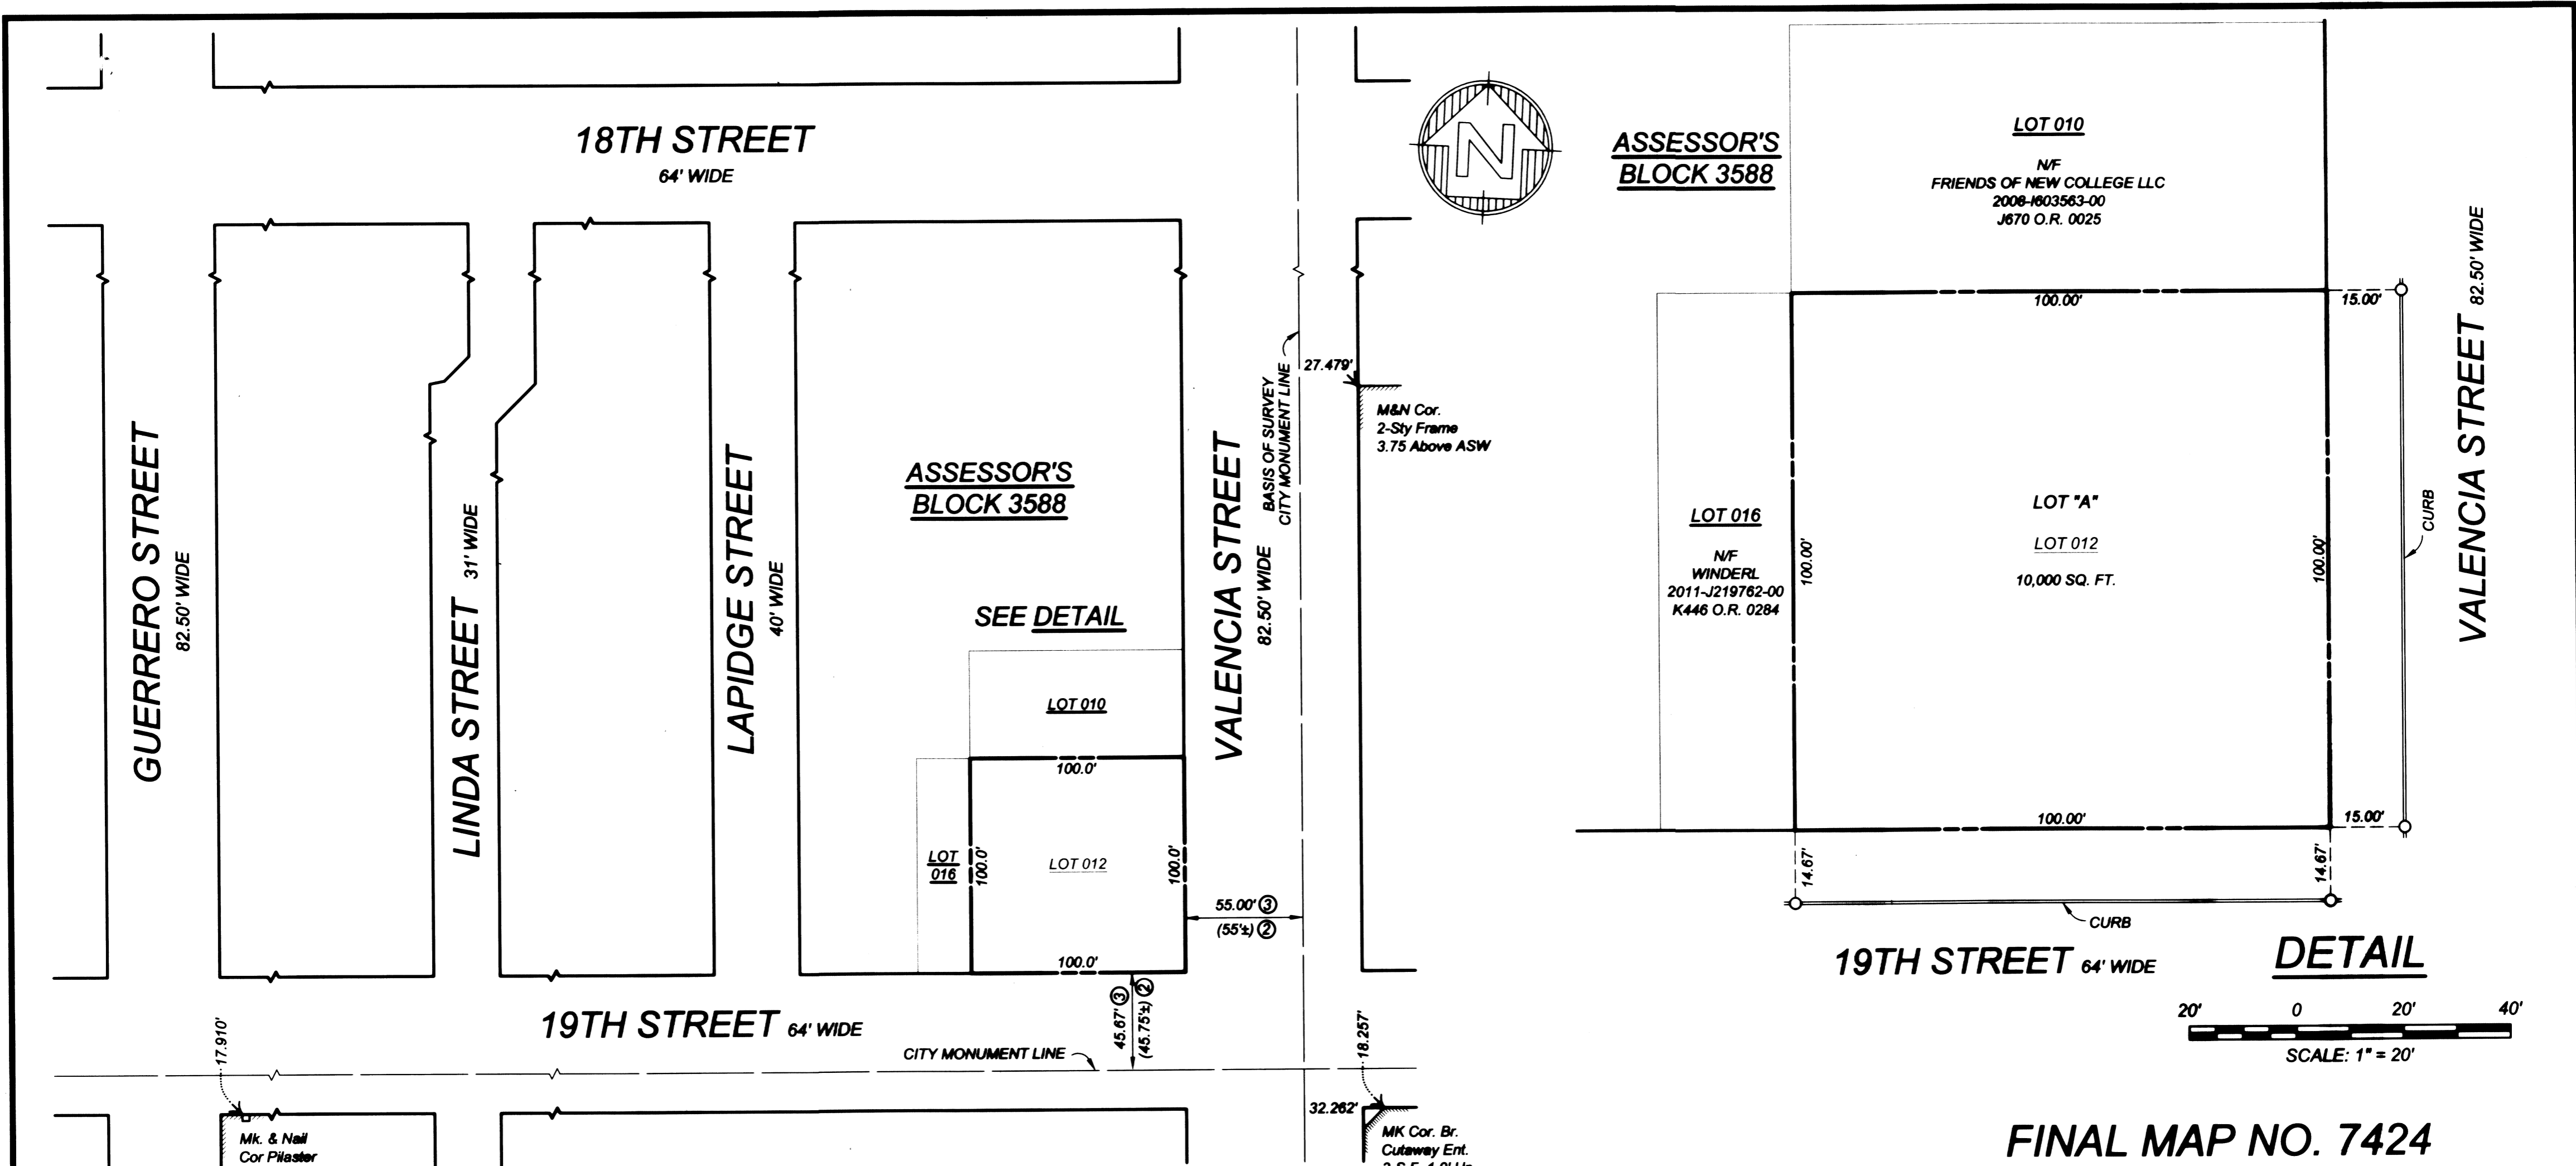 18TH STREET
64' WIDE
GUERRERO STREET
82.50' WIDE
LINDA STREET 31' WIDE
LAPIDGE STREET
40' WIDE
ASSESSOR'S
BLOCK 3588
SEE DETAIL
LOT 010
100.0'
LOT
016
100.0'
LOT 012
100.0'
100.0'
VALENCIA STREET
82.50' WIDE
BASIS OF SURVEY
CITY MONUMENT LINE
27.479'
M&N Cor.
2-Sty Frame
3.75 Above ASW
55.00' ③
(55'±) ②
45.67' ③
(45.75'±) ②
19TH STREET 64' WIDE
CITY MONUMENT LINE
17.910'
Mk. & Nail
Cor Pilaster
18.257'
32.262'
MK Cor. Br.
Cutaway Ent.
N
ASSESSOR'S
BLOCK 3588
LOT 010
N/F
FRIENDS OF NEW COLLEGE LLC
2008-I603563-00
J670 O.R. 0025
100.00'
15.00'
VALENCIA STREET 82.50' WIDE
LOT 016
N/F
WINDERL
2011-J219762-00
K446 O.R. 0284
100.00'
LOT "A"
LOT 012
10,000 SQ. FT.
100.00'
CURB
100.00'
15.00'
14.67'
14.67'
CURB
19TH STREET 64' WIDE
DETAIL
20' 0 20' 40'
SCALE: 1" = 20'
FINAL MAP NO. 7424